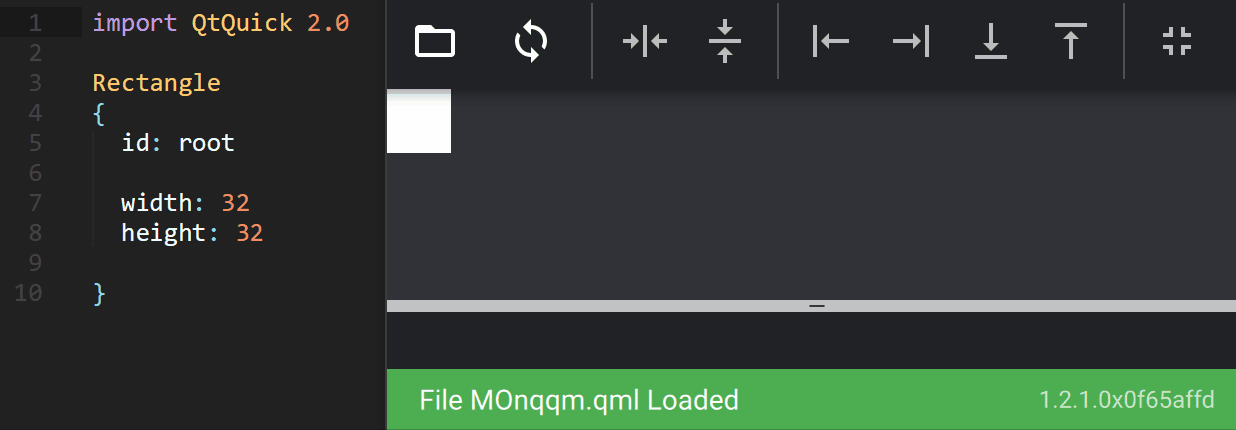 1 import QtQuick 2.0
2
3 Rectangle
4 {
5 id: root
6
7 width: 32
8 height: 32
9
10 }
File MOnqqm.qml Loaded
1.2.1.0x0f65affd